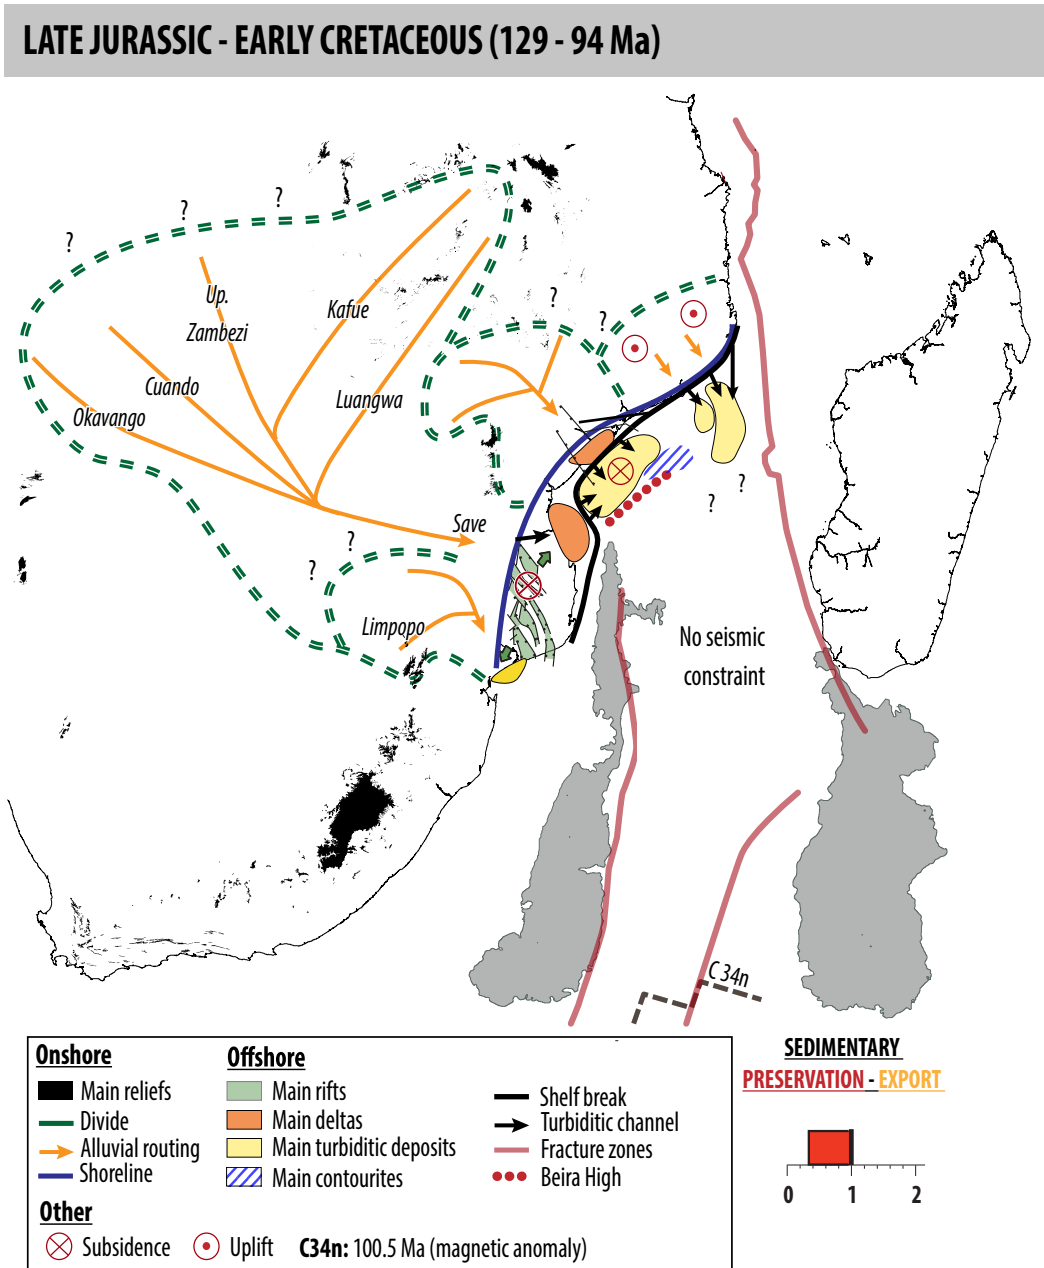 LATE JURASSIC - EARLY CRETACEOUS (129 - 94 Ma)
?
?
?
Up.
Zambezi
Kafue
?
?
Cuando
Luangwa
Okavango
?
?
Save
?
?
Limpopo
No seismic
constraint
C 34n
Onshore
Main reliefs
Divide
Alluvial routing
Shoreline
Offshore
Main rifts
Main deltas
Main turbiditic deposits
Main contourites
Shelf break
Turbiditic channel
Fracture zones
Beira High
Other
Subsidence
Uplift
C34n: 100.5 Ma (magnetic anomaly)
SEDIMENTARY
PRESERVATION - EXPORT
0 1 2